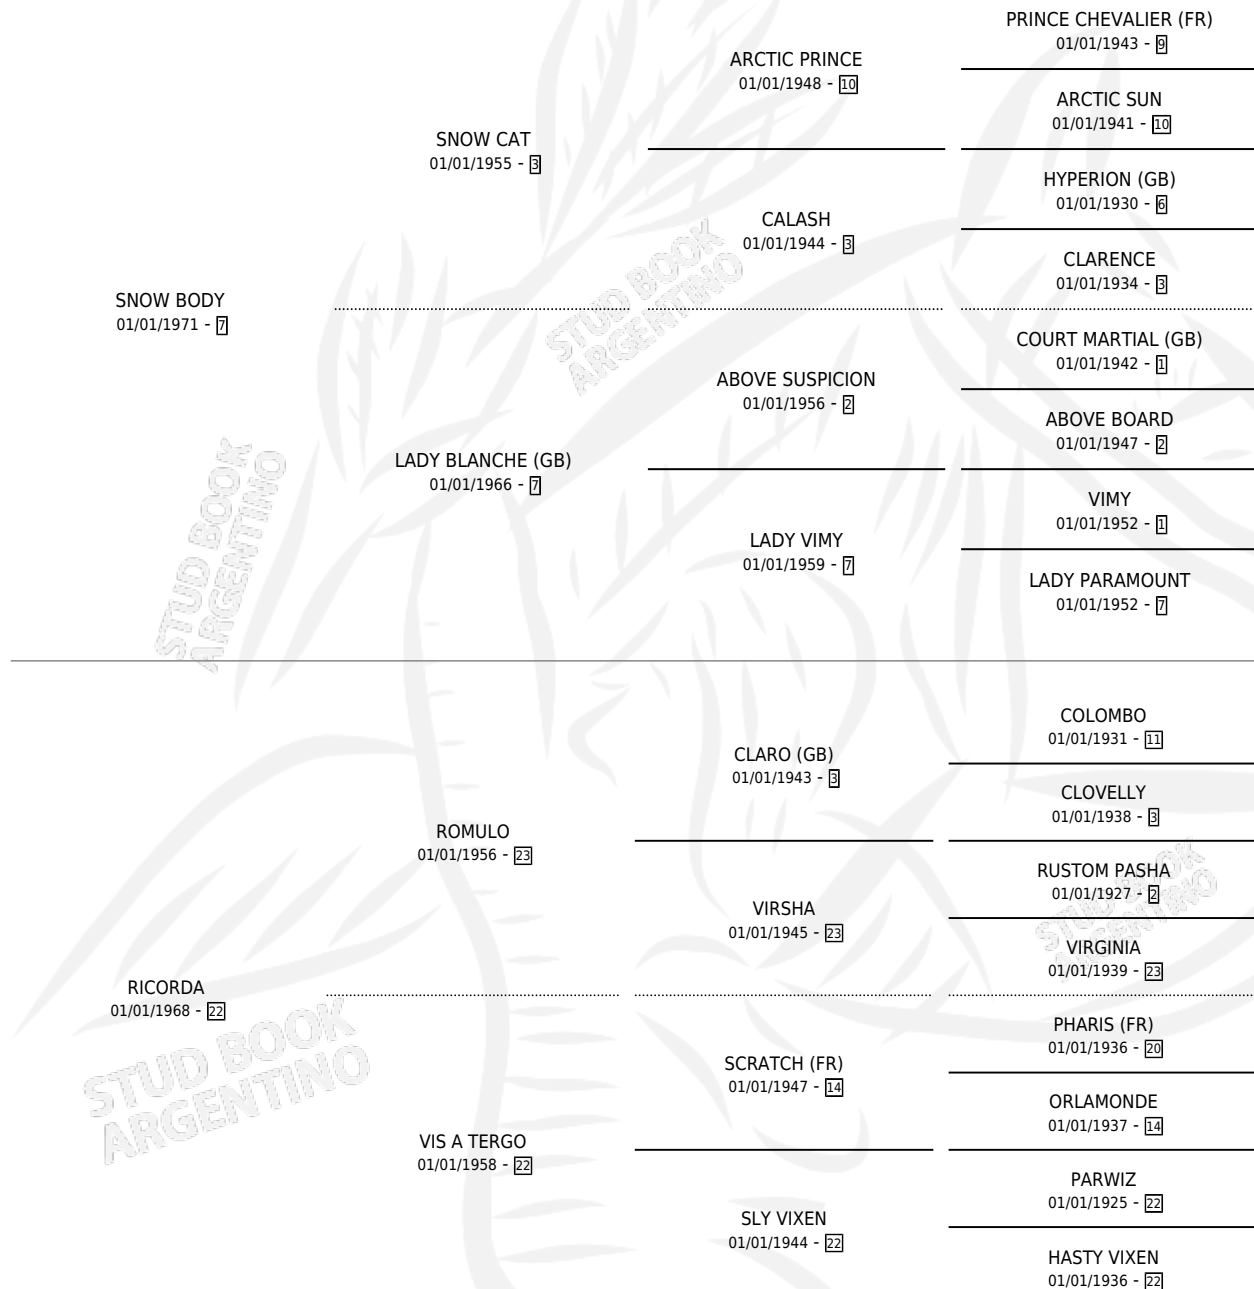 PRINCE CHEVALIER (FR)
01/01/1943 - 9
ARCTIC PRINCE
01/01/1948 - 10
ARCTIC SUN
01/01/1941 - 10
SNOW CAT
01/01/1955 - 3
HYPERION (GB)
01/01/1930 - 6
CALASH
01/01/1944 - 3
CLARENCE
01/01/1934 - 3
SNOW BODY
01/01/1971 - 7
COURT MARTIAL (GB)
01/01/1942 - 1
ABOVE SUSPICION
01/01/1956 - 2
ABOVE BOARD
01/01/1947 - 2
LADY BLANCHE (GB)
01/01/1966 - 7
VIMY
01/01/1952 - 1
LADY VIMY
01/01/1959 - 7
LADY PARAMOUNT
01/01/1952 - 7
COLOMBO
01/01/1931 - 11
CLARO (GB)
01/01/1943 - 3
CLOVELLY
01/01/1938 - 3
ROMULO
01/01/1956 - 23
RUSTOM PASHA
01/01/1927 - 2
VIRSHA
01/01/1945 - 23
VIRGINIA
01/01/1939 - 23
RICORDA
01/01/1968 - 22
PHARIS (FR)
01/01/1936 - 20
SCRATCH (FR)
01/01/1947 - 14
ORLAMONDE
01/01/1937 - 14
VIS A TERGO
01/01/1958 - 22
PARWIZ
01/01/1925 - 22
SLY VIXEN
01/01/1944 - 22
HASTY VIXEN
01/01/1936 - 22
STUD BOOK
ARGENTINO
STUD BOOK
ARGENTINO
STUD BOOK
ARGENTINO
STUD BOOK
ARGENTINO